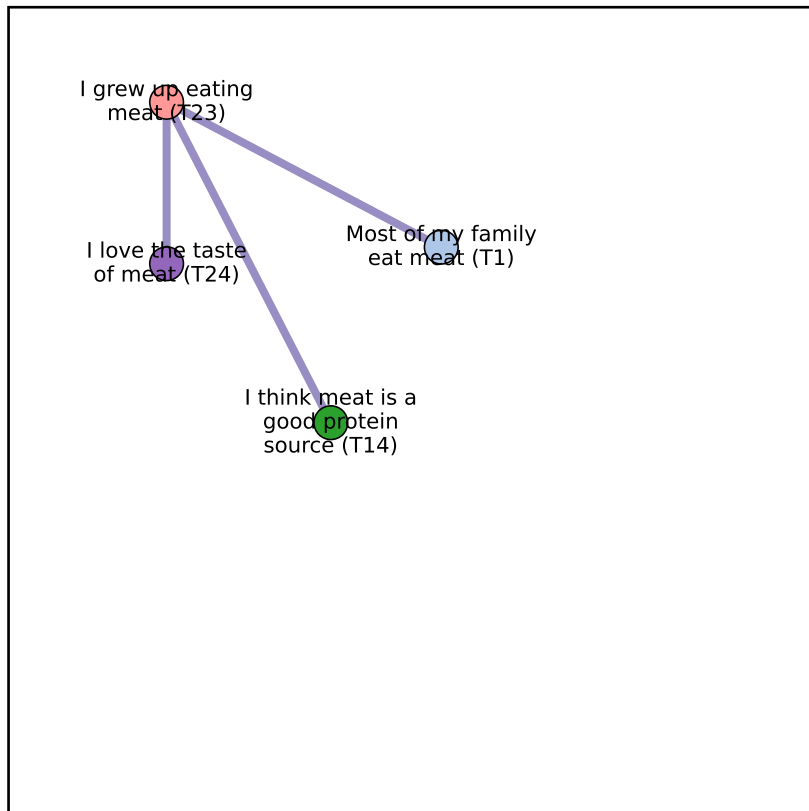 I grew up eating
meat (T23)
Most of my family
eat meat (T1)
I love the taste
of meat (T24)
I think meat is a
good protein
source (T14)